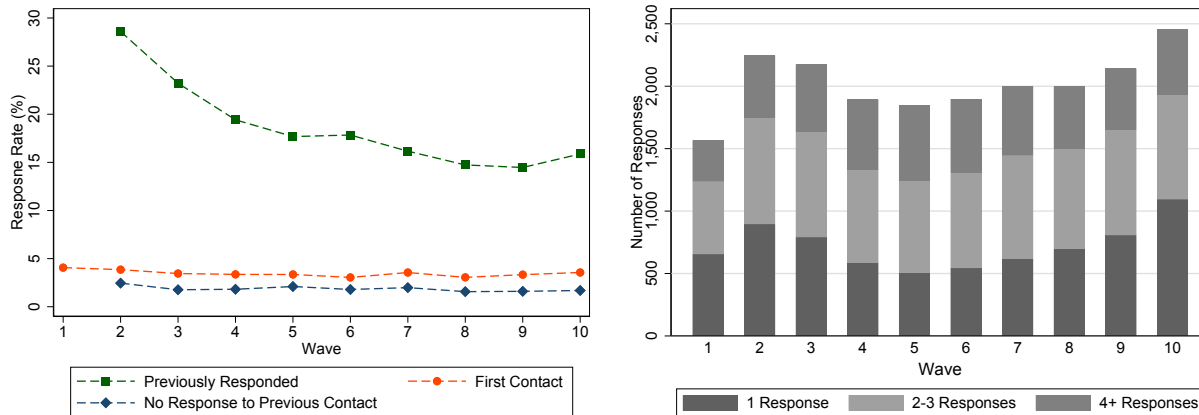 Resposne Rate (%)
30
25
20
15
10
5
0
1 2 3 4 5 6 7 8 9 10
Wave
Previously Responded
First Contact
No Response to Previous Contact
Number of Responses
2,500
2,000
1,500
1,000
500
0
1 2 3 4 5 6 7 8 9 10
Wave
1 Response
2-3 Responses
4+ Responses